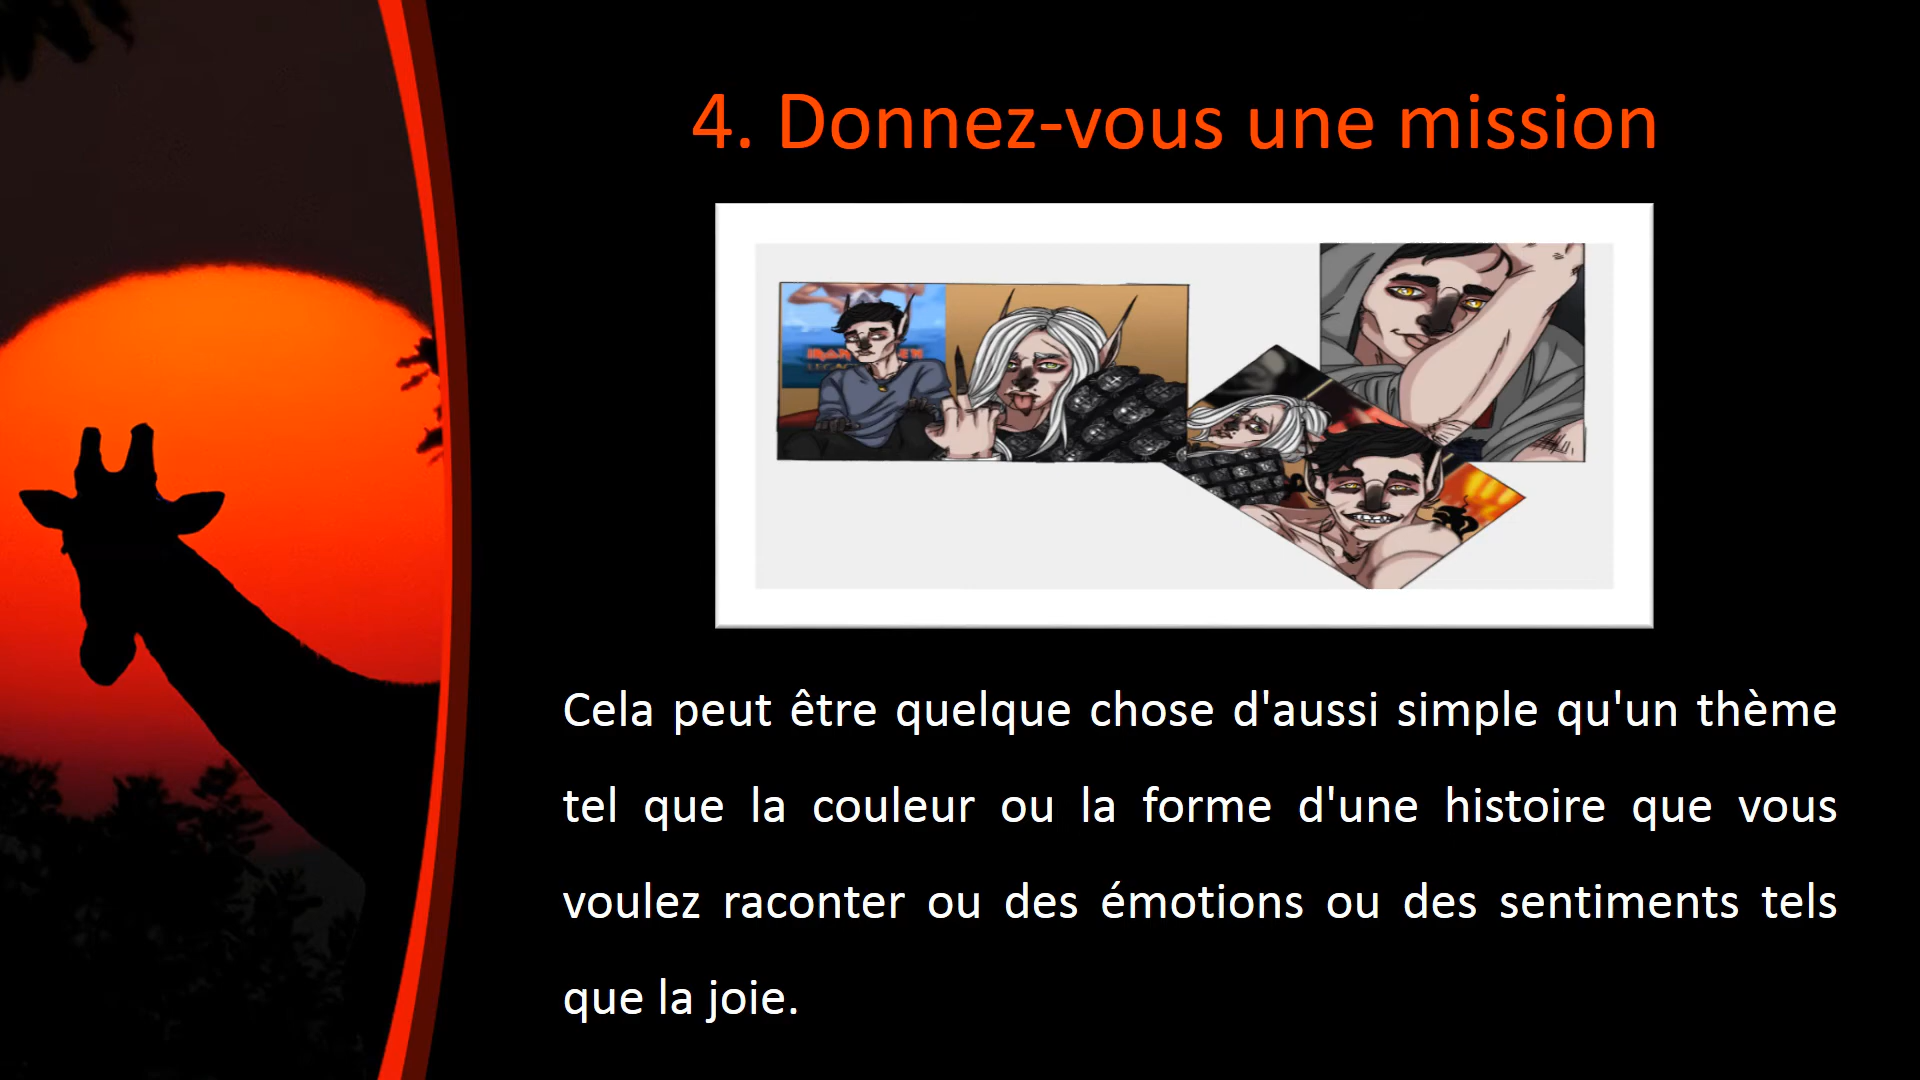 4. Donnez-vous une mission
Cela peut être quelque chose d'aussi simple qu'un thème
tel que la couleur ou la forme d'une histoire que vous
voulez raconter ou des émotions ou des sentiments tels
que la joie.